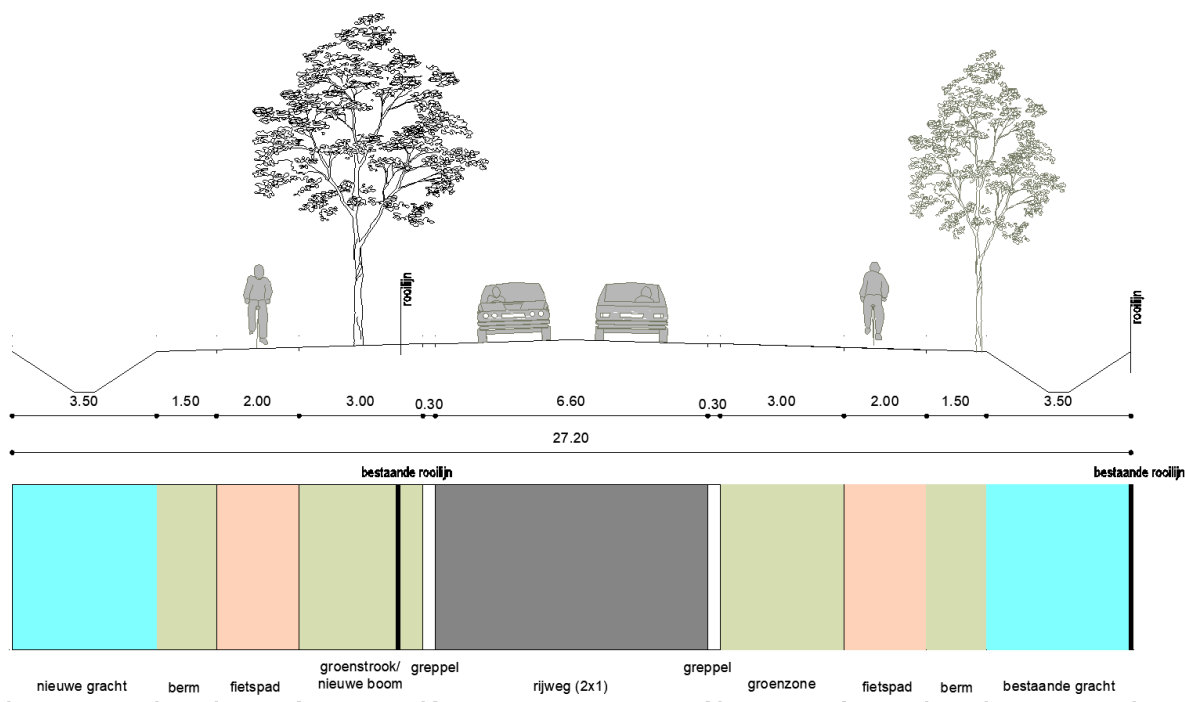 rooilijn
rooilijn
3.50
1.50
2.00
3.00
0.30
6.60
0.30
3.00
2.00
1.50
3.50
27.20
bestaande rooilijn
bestaande rooilijn
nieuwe gracht
berm
fietspad
groenstrook/
nieuwe boom
greppel
rijweg (2x1)
greppel
groenzone
fietspad
berm
bestaande gracht